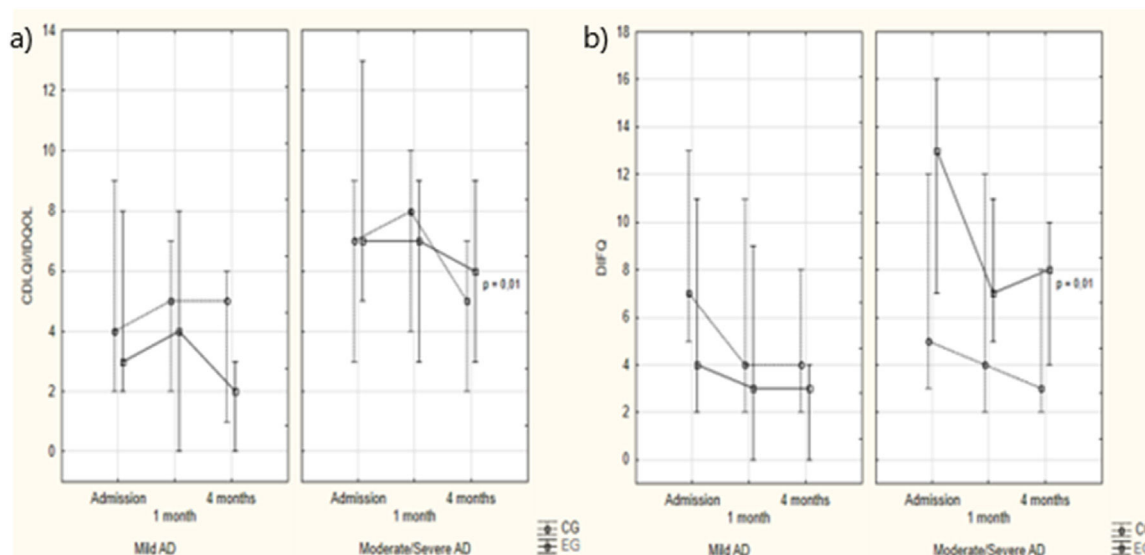 a)
14
12
10
8
6
4
2
0
CDLQI/IDQOL
p = 0,01
Admission
1 month
4 months
Mild AD
Admission
1 month
4 months
Moderate/Severe AD
CG
EG
b)
18
16
14
12
10
8
6
4
2
0
DIFQ
p = 0,01
Admission
1 month
4 months
Mild AD
Admission
1 month
4 months
Moderate/Severe AD